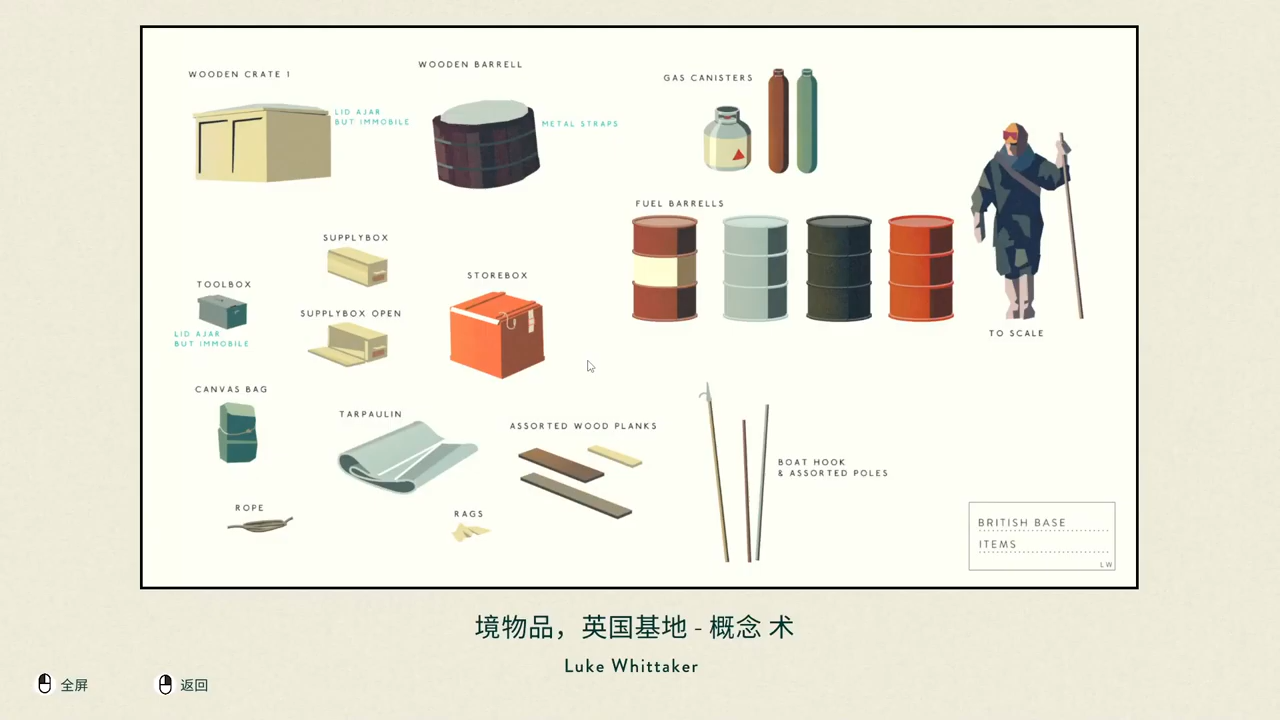 WOODEN CRATE 1
LID AJAR
BUT IMMOBILE
WOODEN BARRELL
METAL STRAPS
GAS CANISTERS
FUEL BARRELLS
TO SCALE
SUPPLYBOX
TOOLBOX
LID AJAR
BUT IMMOBILE
SUPPLYBOX OPEN
STOREBOX
CANVAS BAG
TARPAULIN
ASSORTED WOOD PLANKS
BOAT HOOK
& ASSORTED POLES
ROPE
RAGS
BRITISH BASE
ITEMS
LW
境物品，英国基地 - 概念 术
Luke Whittaker
全屏
返回